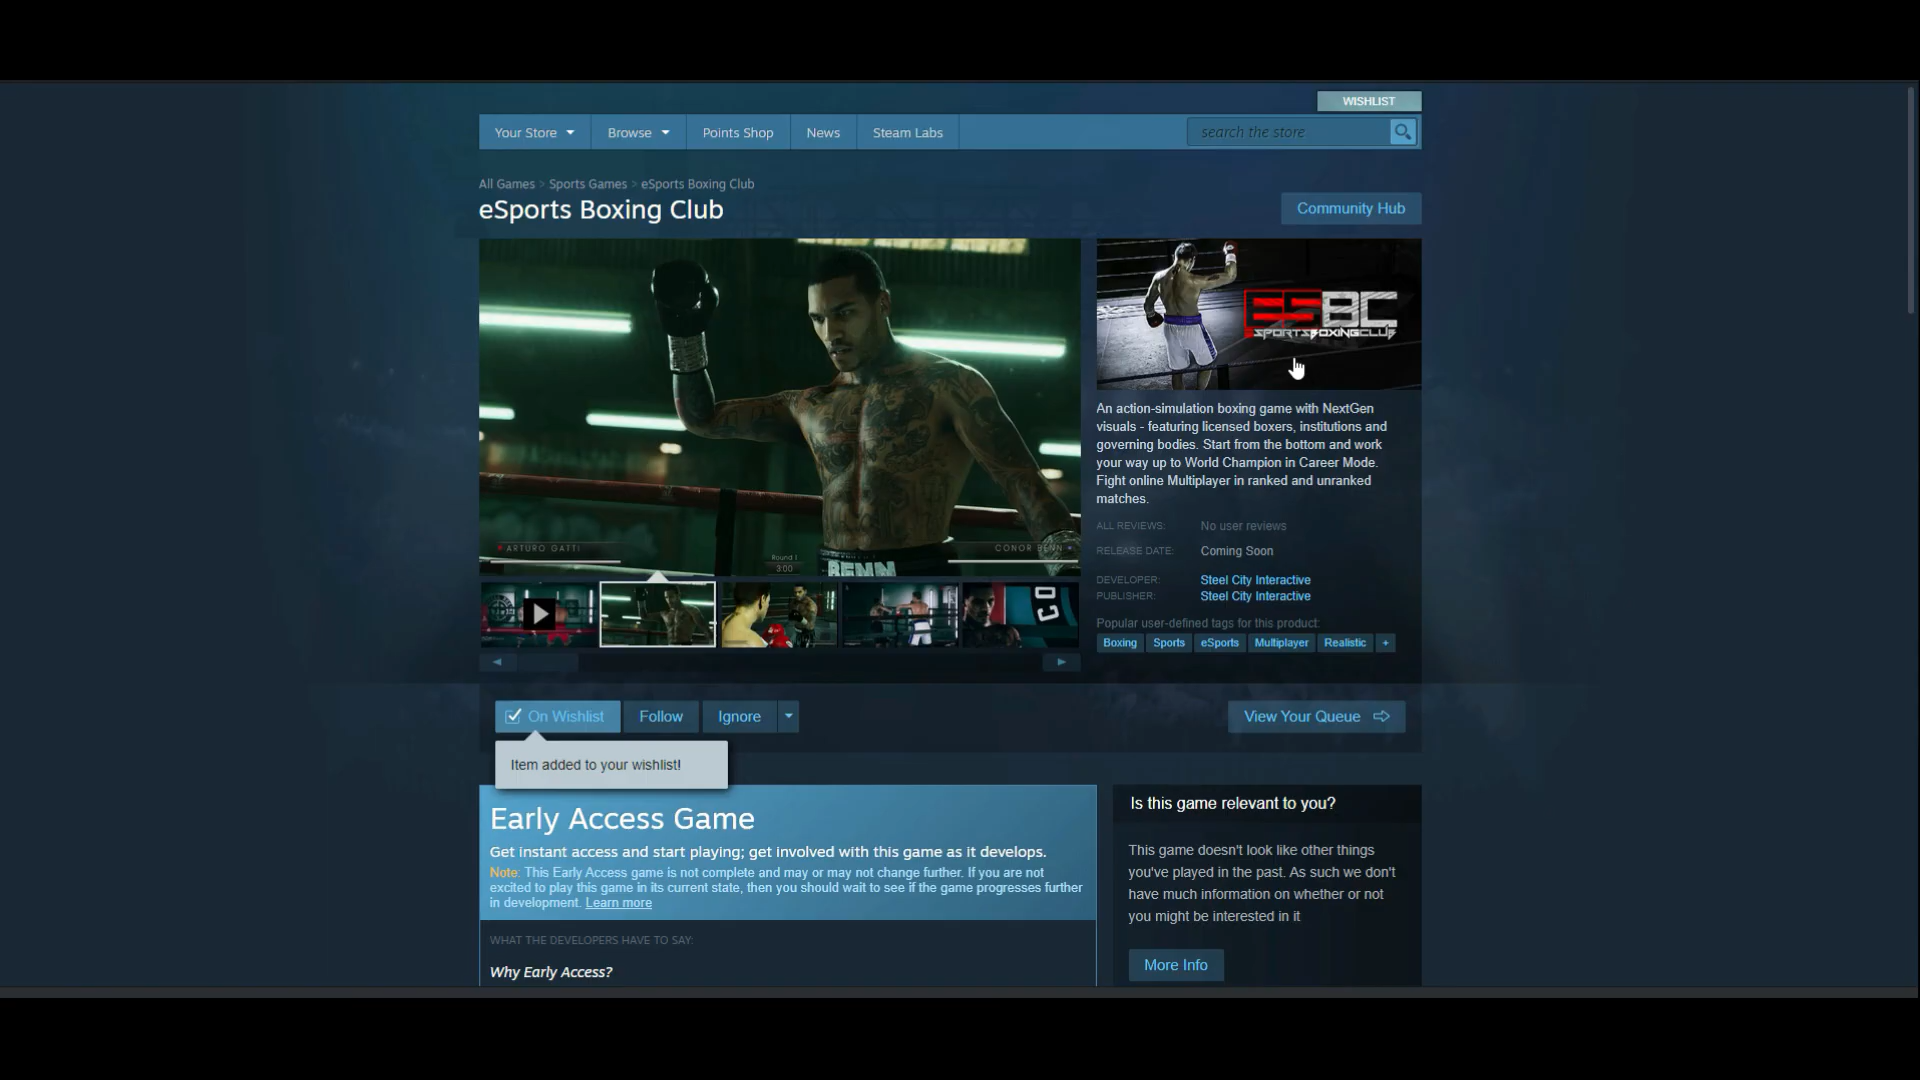 WISHLIST
Your Store
Browse
Points Shop
News
Steam Labs
search the store
All Games > Sports Games > eSports Boxing Club
eSports Boxing Club
Community Hub
ESBC
ESPORTSBOXINGCLUB
ARTURO GATTI
Round 1
3:00
CONOR BENN
BENN
An action-simulation boxing game with NextGen
visuals - featuring licensed boxers, institutions and
governing bodies. Start from the bottom and work
your way up to World Champion in Career Mode.
Fight online Multiplayer in ranked and unranked
matches.
ALL REVIEWS: No user reviews
RELEASE DATE: Coming Soon
DEVELOPER: Steel City Interactive
PUBLISHER: Steel City Interactive
Popular user-defined tags for this product:
Boxing Sports eSports Multiplayer Realistic +
On Wishlist
Follow
Ignore
View Your Queue
Item added to your wishlist!
Early Access Game
Get instant access and start playing; get involved with this game as it develops.
Note: This Early Access game is not complete and may or may not change further. If you are not
excited to play this game in its current state, then you should wait to see if the game progresses further
in development. Learn more
WHAT THE DEVELOPERS HAVE TO SAY:
Why Early Access?
Is this game relevant to you?
This game doesn't look like other things
you've played in the past. As such we don't
have much information on whether or not
you might be interested in it
More Info